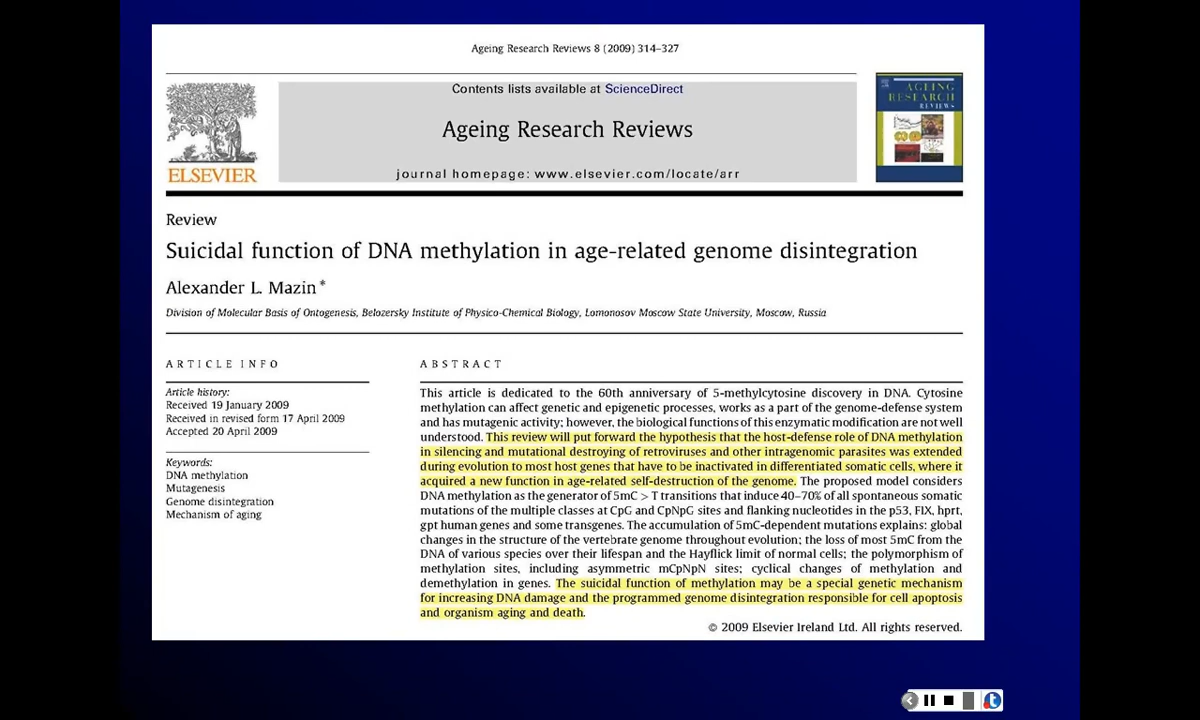 Ageing Research Reviews 8 (2009) 314–327
Contents lists available at ScienceDirect
Ageing Research Reviews
journal homepage: www.elsevier.com/locate/arr
ELSEVIER
AGEING
RESEARCH
REVIEWS
Review
Suicidal function of DNA methylation in age-related genome disintegration
Alexander L. Mazin *
Division of Molecular Basis of Ontogenesis, Belozersky Institute of Physico-Chemical Biology, Lomonosov Moscow State University, Moscow, Russia
ARTICLE INFO
Article history:
Received 19 January 2009
Received in revised form 17 April 2009
Accepted 20 April 2009
Keywords:
DNA methylation
Mutagenesis
Genome disintegration
Mechanism of aging
ABSTRACT
This article is dedicated to the 60th anniversary of 5-methylcytosine discovery in DNA. Cytosine
methylation can affect genetic and epigenetic processes, works as a part of the genome-defense system
and has mutagenic activity; however, the biological functions of this enzymatic modification are not well
understood. This review will put forward the hypothesis that the host-defense role of DNA methylation
in silencing and mutational destroying of retroviruses and other intragenomic parasites was extended
during evolution to most host genes that have to be inactivated in differentiated somatic cells, where it
acquired a new function in age-related self-destruction of the genome. The proposed model considers
DNA methylation as the generator of 5mC > T transitions that induce 40–70% of all spontaneous somatic
mutations of the multiple classes at CpG and CpNpG sites and flanking nucleotides in the p53, FIX, hprt,
gpt human genes and some transgenes. The accumulation of 5mC-dependent mutations explains: global
changes in the structure of the vertebrate genome throughout evolution; the loss of most 5mC from the
DNA of various species over their lifespan and the Hayflick limit of normal cells; the polymorphism of
methylation sites, including asymmetric mCpNpN sites; cyclical changes of methylation and
demethylation in genes. The suicidal function of methylation may be a special genetic mechanism
for increasing DNA damage and the programmed genome disintegration responsible for cell apoptosis
and organism aging and death.
© 2009 Elsevier Ireland Ltd. All rights reserved.